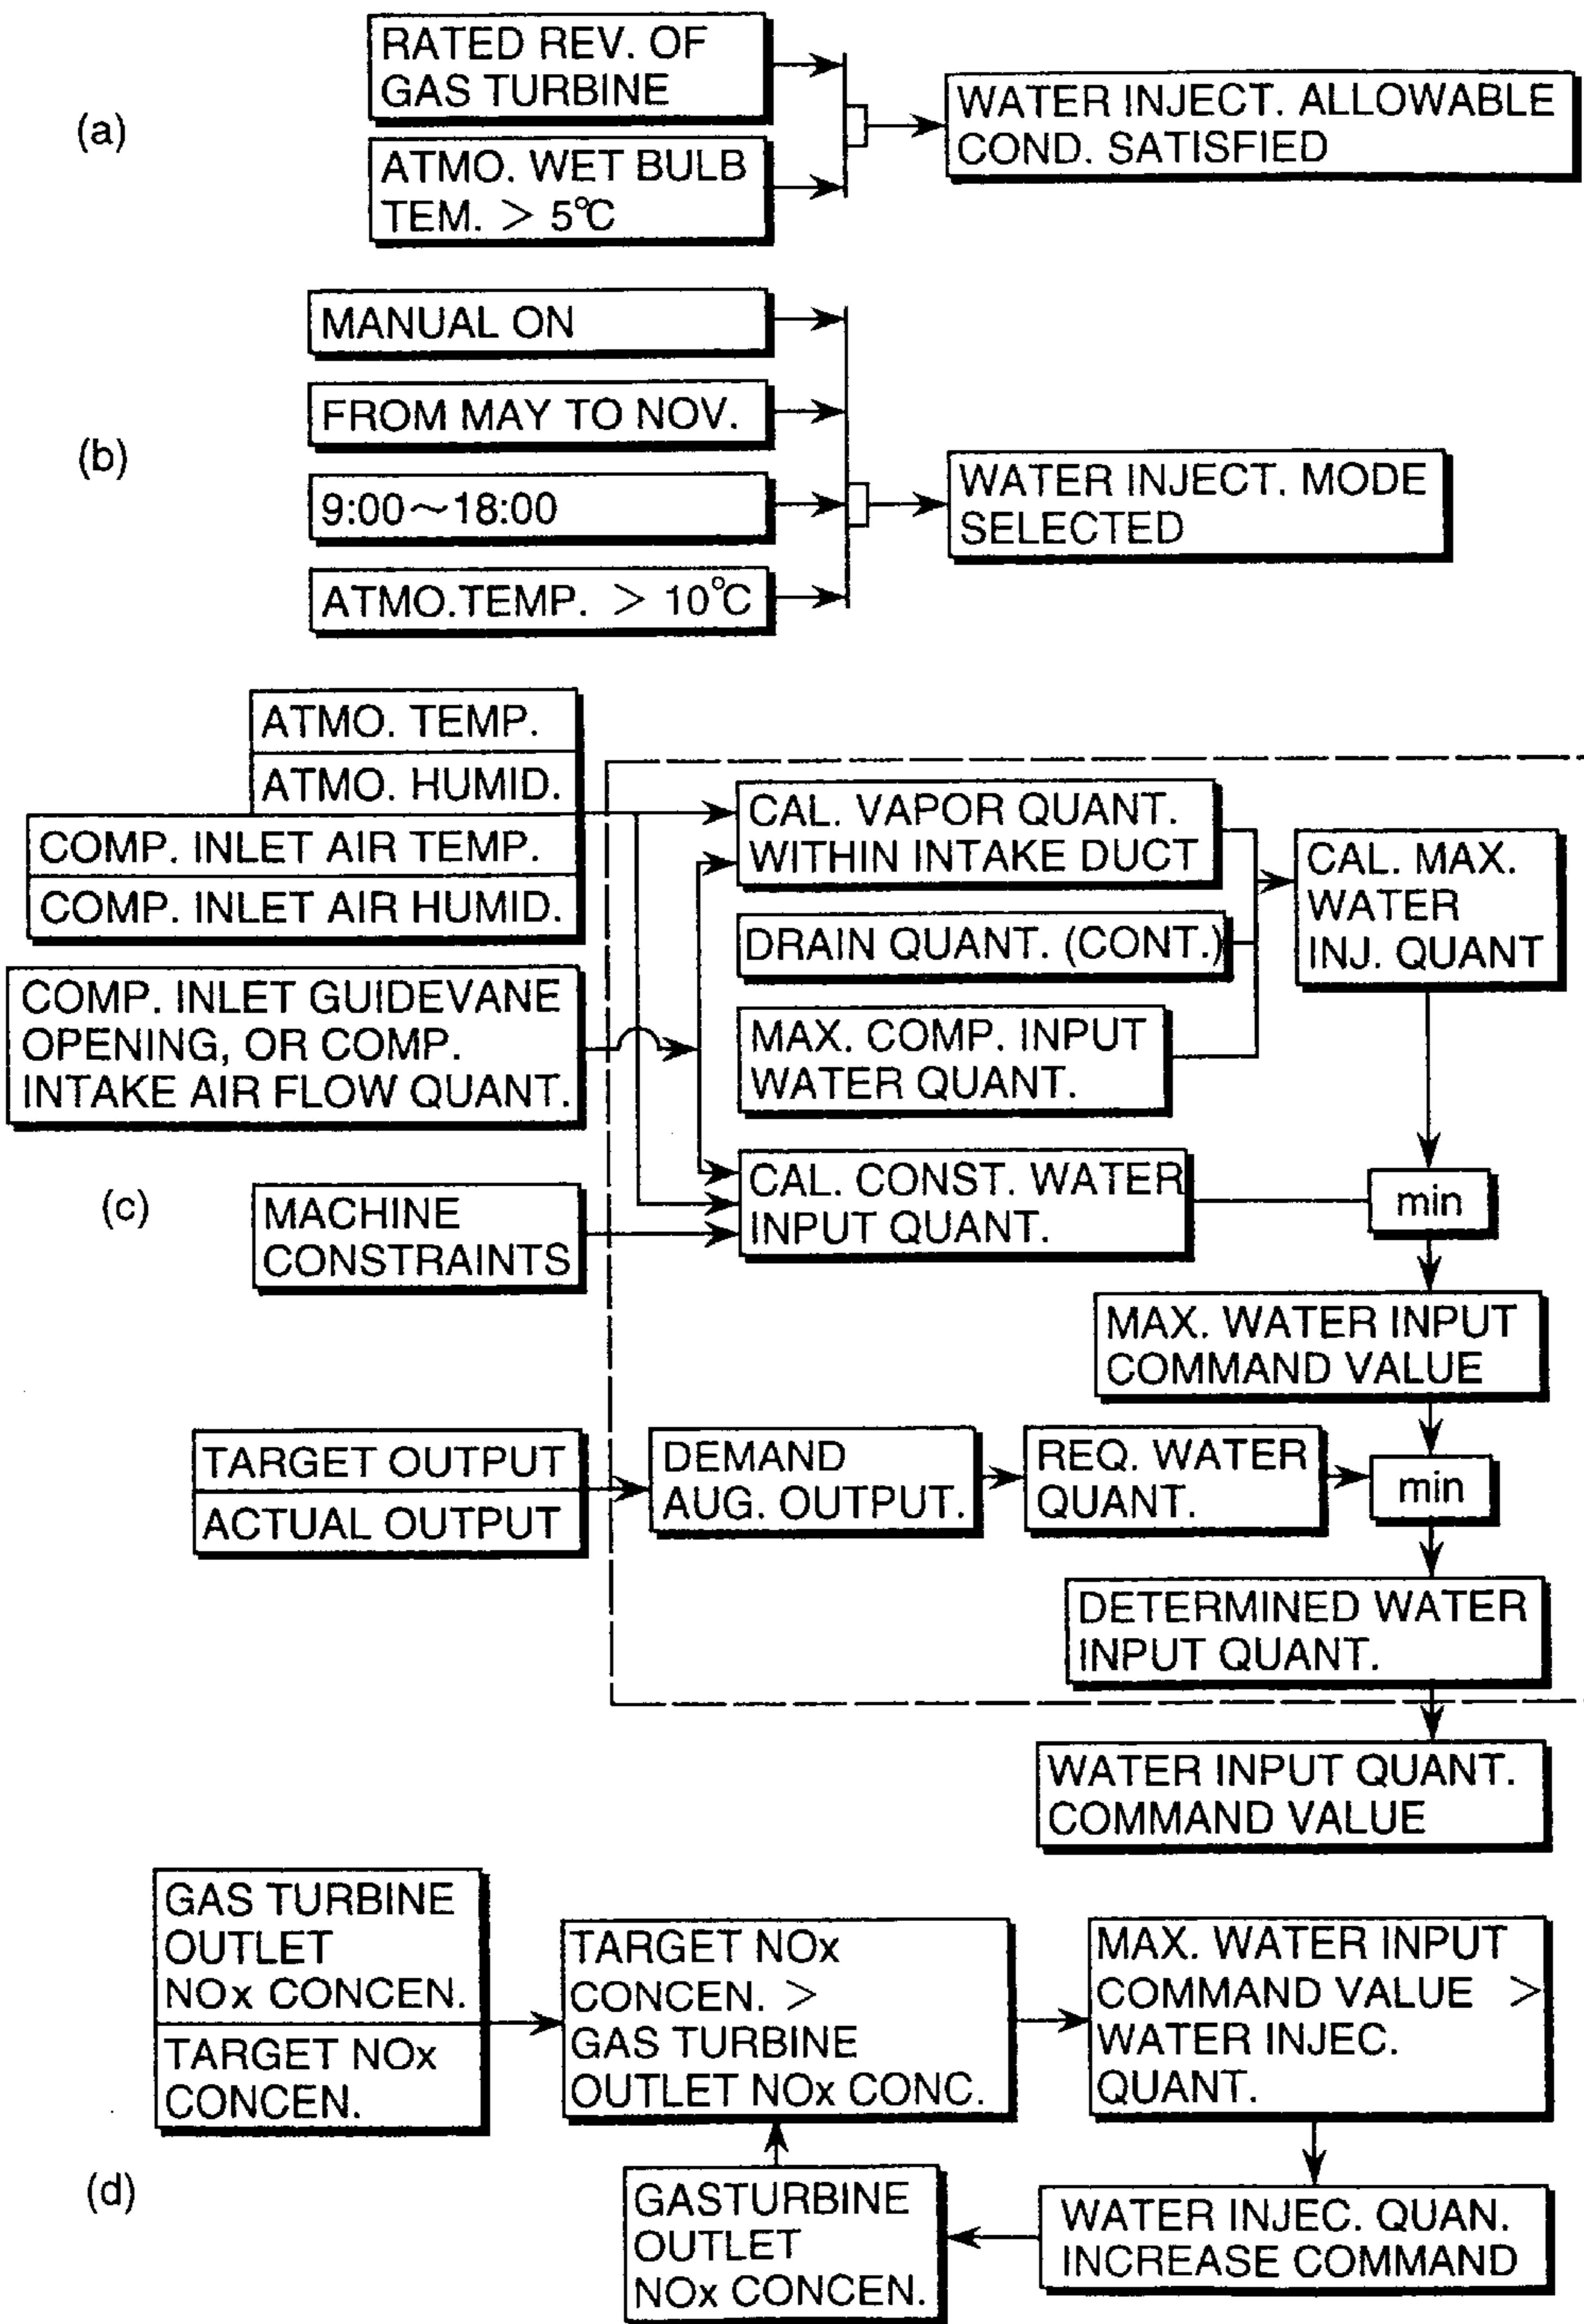 (a)
RATED REV. OF
GAS TURBINE
ATMO. WET BULB
TEM. > 5℃
WATER INJECT. ALLOWABLE
COND. SATISFIED
(b)
MANUAL ON
FROM MAY TO NOV.
9:00～18:00
ATMO.TEMP. > 10℃
WATER INJECT. MODE
SELECTED
(c)
ATMO. TEMP.
ATMO. HUMID.
COMP. INLET AIR TEMP.
COMP. INLET AIR HUMID.
COMP. INLET GUIDEVANE
OPENING, OR COMP.
INTAKE AIR FLOW QUANT.
MACHINE
CONSTRAINTS
CAL. VAPOR QUANT.
WITHIN INTAKE DUCT
DRAIN QUANT. (CONT.)
MAX. COMP. INPUT
WATER QUANT.
CAL. CONST. WATER
INPUT QUANT.
CAL. MAX.
WATER
INJ. QUANT
min
MAX. WATER INPUT
COMMAND VALUE
TARGET OUTPUT
ACTUAL OUTPUT
DEMAND
AUG. OUTPUT.
REQ. WATER
QUANT.
min
DETERMINED WATER
INPUT QUANT.
WATER INPUT QUANT.
COMMAND VALUE
(d)
GAS TURBINE
OUTLET
NOx CONCEN.
TARGET NOx
CONCEN.
TARGET NOx
CONCEN. >
GAS TURBINE
OUTLET NOx CONC.
MAX. WATER INPUT
COMMAND VALUE >
WATER INJEC.
QUANT.
GASTURBINE
OUTLET
NOx CONCEN.
WATER INJEC. QUAN.
INCREASE COMMAND